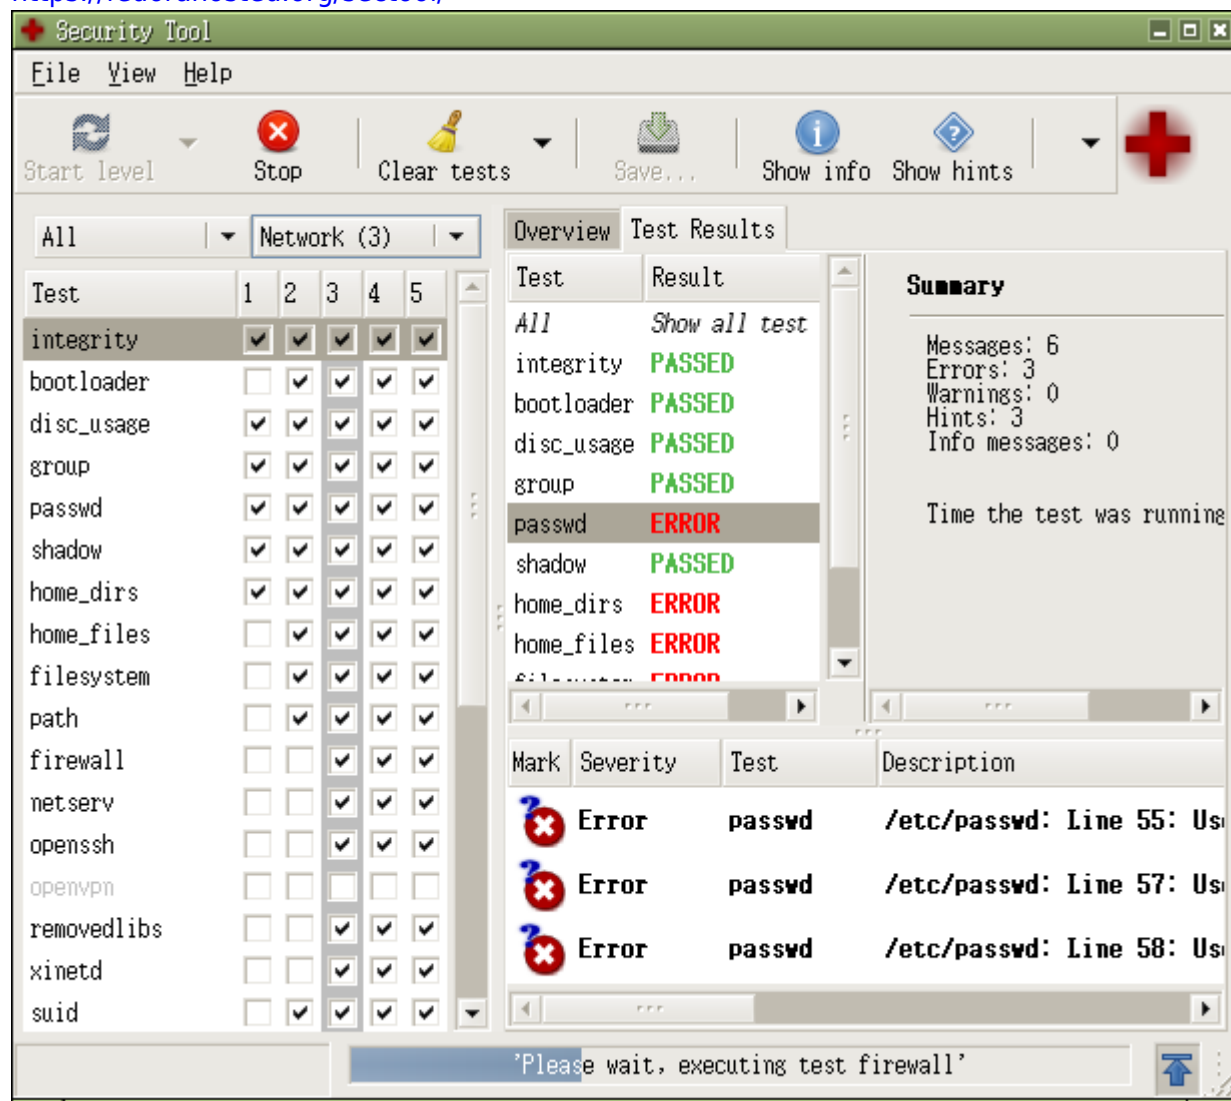 Security Tool
File View Help
Start level Stop Clear tests Save... Show info Show hints
All Network (3)
Test 1 2 3 4 5
integrity
bootloader
disc_usage
group
passwd
shadow
home_dirs
home_files
filesystem
path
firewall
netserv
openssh
openvpn
removedlibs
xinetd
suid
Overview Test Results
Test Result
All Show all test
integrity PASSED
bootloader PASSED
disc_usage PASSED
group PASSED
passwd ERROR
shadow PASSED
home_dirs ERROR
home_files ERROR
ERROR
Summary
Messages: 6
Errors: 3
Warnings: 0
Hints: 3
Info messages: 0
Time the test was running
Mark Severity Test Description
Error passwd /etc/passwd: Line 55: Us
Error passwd /etc/passwd: Line 57: Us
Error passwd /etc/passwd: Line 58: Us
'Please wait, executing test firewall'